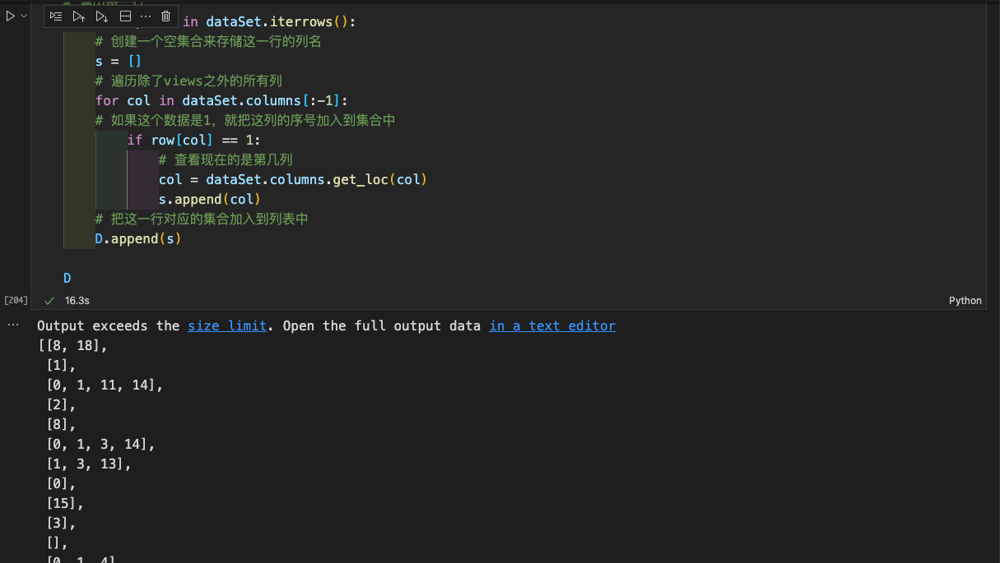 in dataSet.iterrows():
# 创建一个空集合来存储这一行的列名
s = []
# 遍历除了views之外的所有列
for col in dataSet.columns[:-1]:
# 如果这个数据是1，就把这列的序号加入到集合中
if row[col] == 1:
# 查看现在的是第几列
col = dataSet.columns.get_loc(col)
s.append(col)
# 把这一行对应的集合加入到列表中
D.append(s)
D
[204]
16.3s
Python
... Output exceeds the size limit. Open the full output data in a text editor
[[8, 18],
[1],
[0, 1, 11, 14],
[2],
[8],
[0, 1, 3, 14],
[1, 3, 13],
[0],
[15],
[3],
[],
[0, 1, 4]